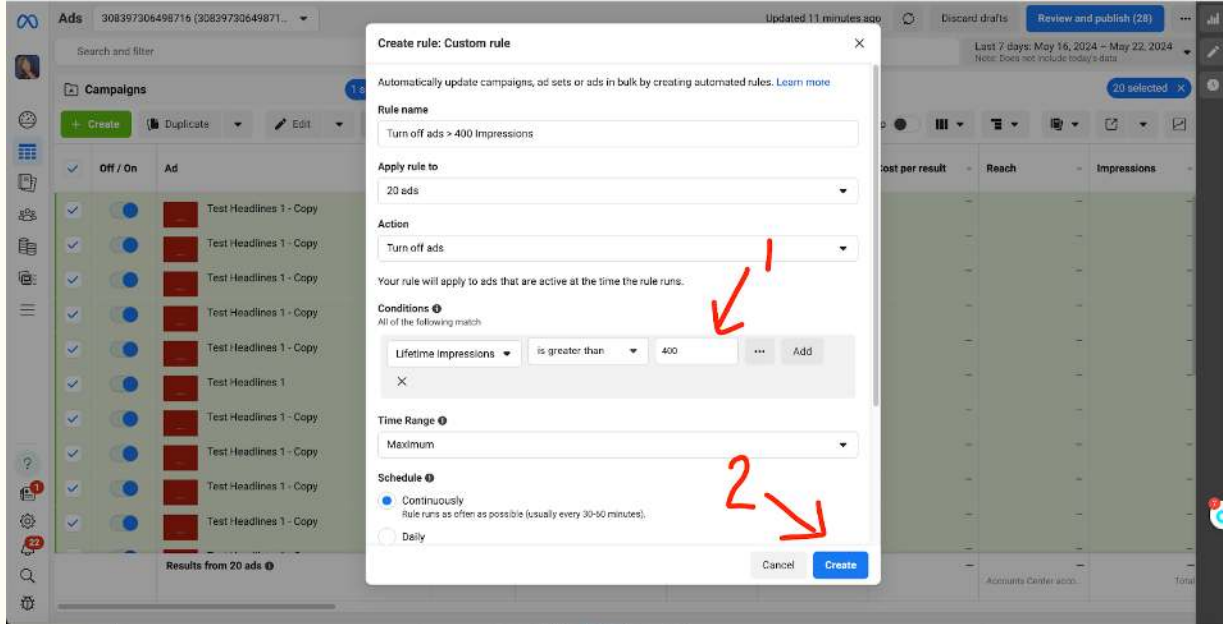 Ads
308397306498716 (30839730649871...
Updated 11 minutes ago
Discard drafts
Review and publish (28)
Search and filter
Last 7 days: May 16, 2024 – May 22, 2024
Note: Does not include today's data
Campaigns
20 selected
Create
Duplicate
Edit
Off / On
Ad
Cost per result
Reach
Impressions
Test Headlines 1 - Copy
Test Headlines 1 - Copy
Test Headlines 1 - Copy
Test Headlines 1 - Copy
Test Headlines 1 - Copy
Test Headlines 1
Test Headlines 1 - Copy
Test Headlines 1 - Copy
Test Headlines 1 - Copy
Test Headlines 1 - Copy
Results from 20 ads
Accounts Center acco...
Total
1
22
7
Create rule: Custom rule
Automatically update campaigns, ad sets or ads in bulk by creating automated rules. Learn more
Rule name
Turn off ads > 400 Impressions
Apply rule to
20 ads
Action
Turn off ads
1
Your rule will apply to ads that are active at the time the rule runs.
Conditions
All of the following match
Lifetime Impressions
is greater than
400
Add
Time Range
Maximum
2
Schedule
Continuously
Rule runs as often as possible (usually every 30-60 minutes).
Daily
Cancel
Create